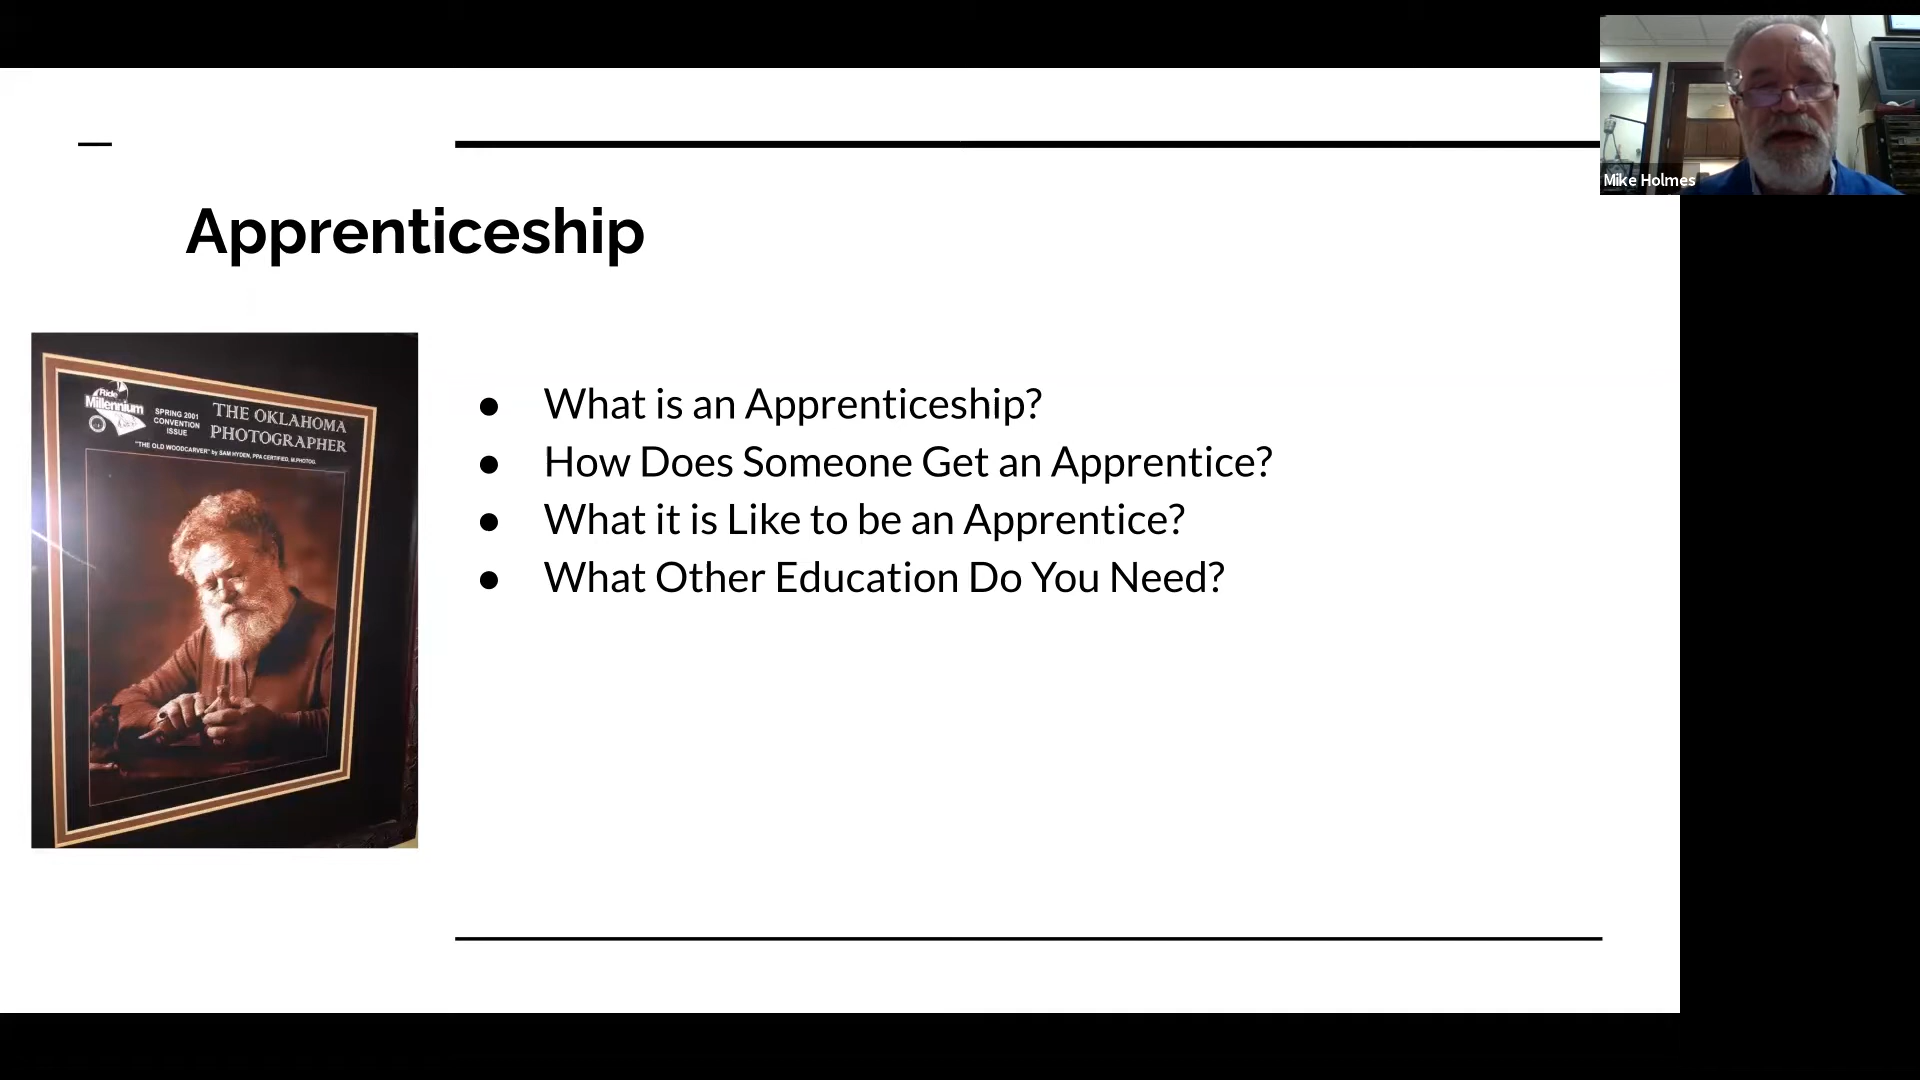 Mike Holmes
Apprenticeship
Ride
Millennium
SPRING 2001
CONVENTION
ISSUE
THE OKLAHOMA
PHOTOGRAPHER
"THE OLD WOODCARVER" by SAM HYDEN, PPA CERTIFIED, M.PHOTOG.
● What is an Apprenticeship?
● How Does Someone Get an Apprentice?
● What it is Like to be an Apprentice?
● What Other Education Do You Need?